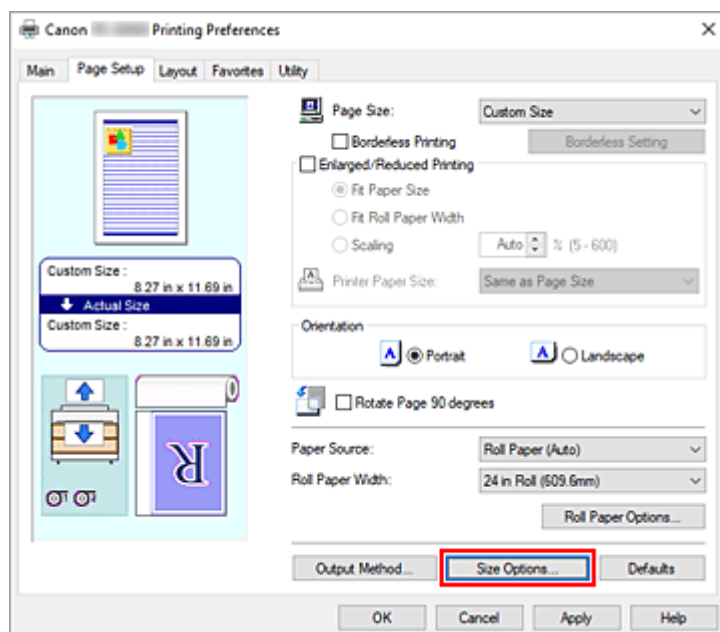 Canon Printing Preferences
Main Page Setup Layout Favorites Utility
Page Size: Custom Size
Borderless Printing Borderless Setting
Enlarged/Reduced Printing
Fit Paper Size
Fit Roll Paper Width
Scaling Auto % (5 - 600)
Printer Paper Size: Same as Page Size
Custom Size :
8.27 in x 11.69 in
Actual Size
Custom Size :
8.27 in x 11.69 in
Orientation
A Portrait A Landscape
Rotate Page 90 degrees
R
Paper Source: Roll Paper (Auto)
Roll Paper Width: 24 in Roll (609.6mm)
Roll Paper Options...
Output Method... Size Options... Defaults
OK Cancel Apply Help